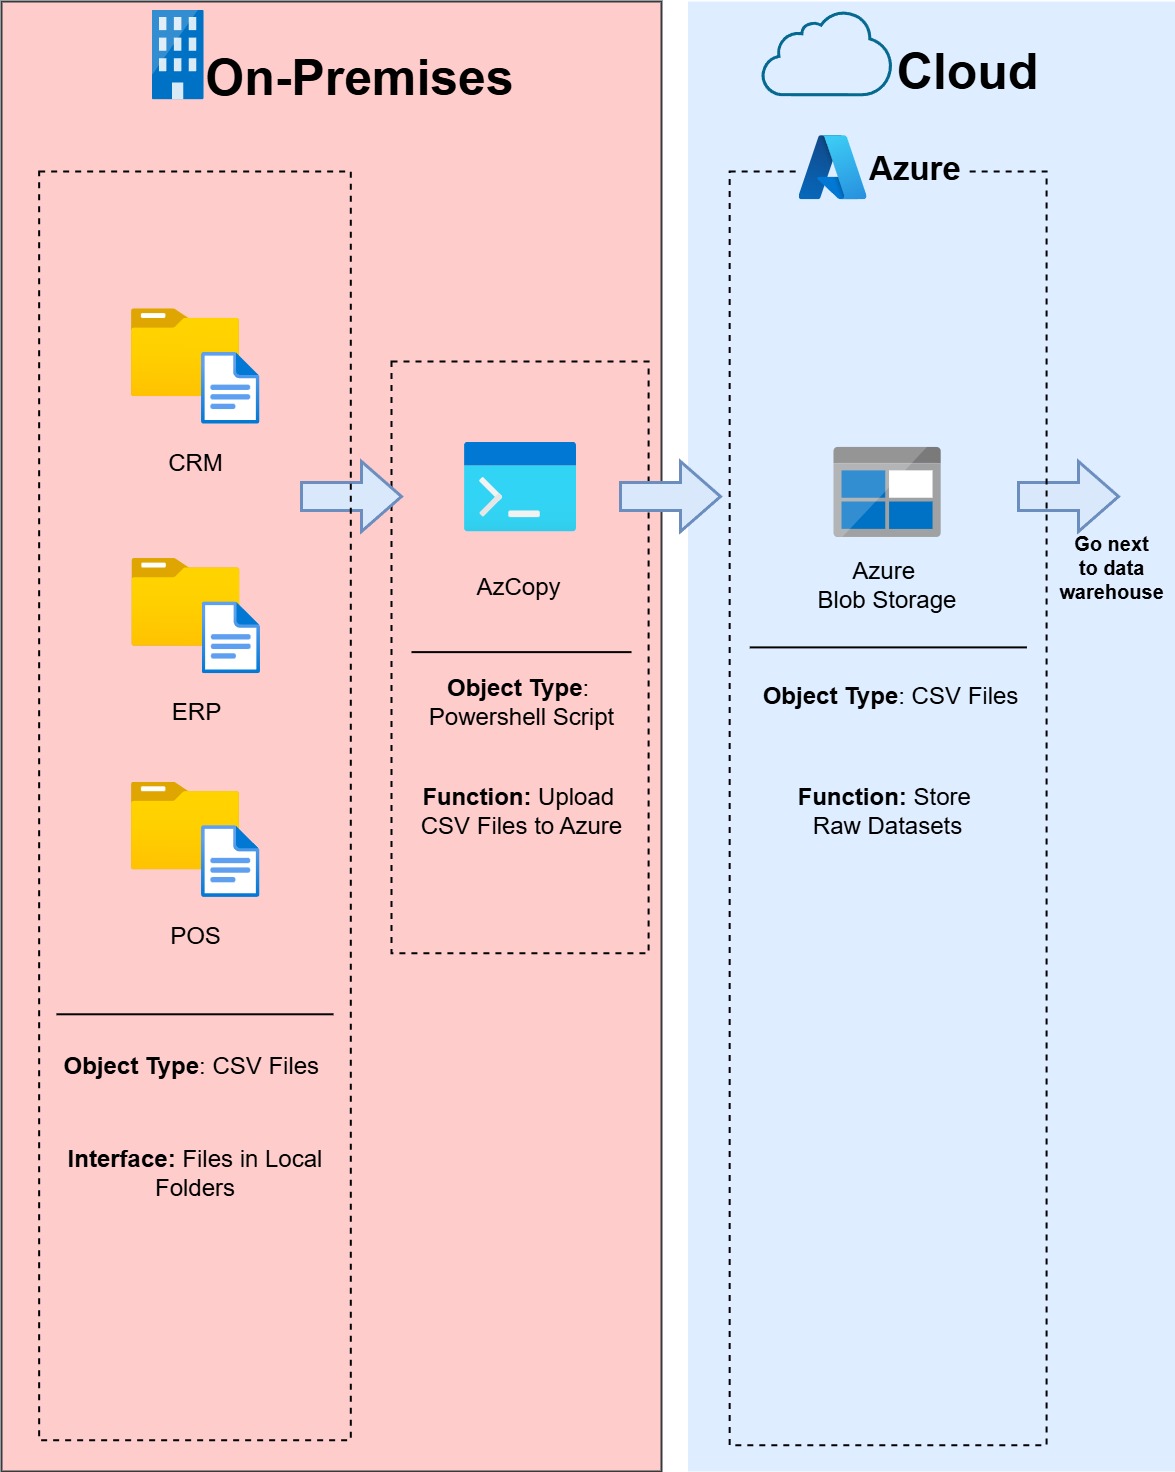 On-Premises
CRM
ERP
POS
Object Type: CSV Files
Interface: Files in Local
Folders
AzCopy
Object Type:
Powershell Script
Function: Upload
CSV Files to Azure
Cloud
Azure
Azure
Blob Storage
Object Type: CSV Files
Function: Store
Raw Datasets
Go next
to data
warehouse